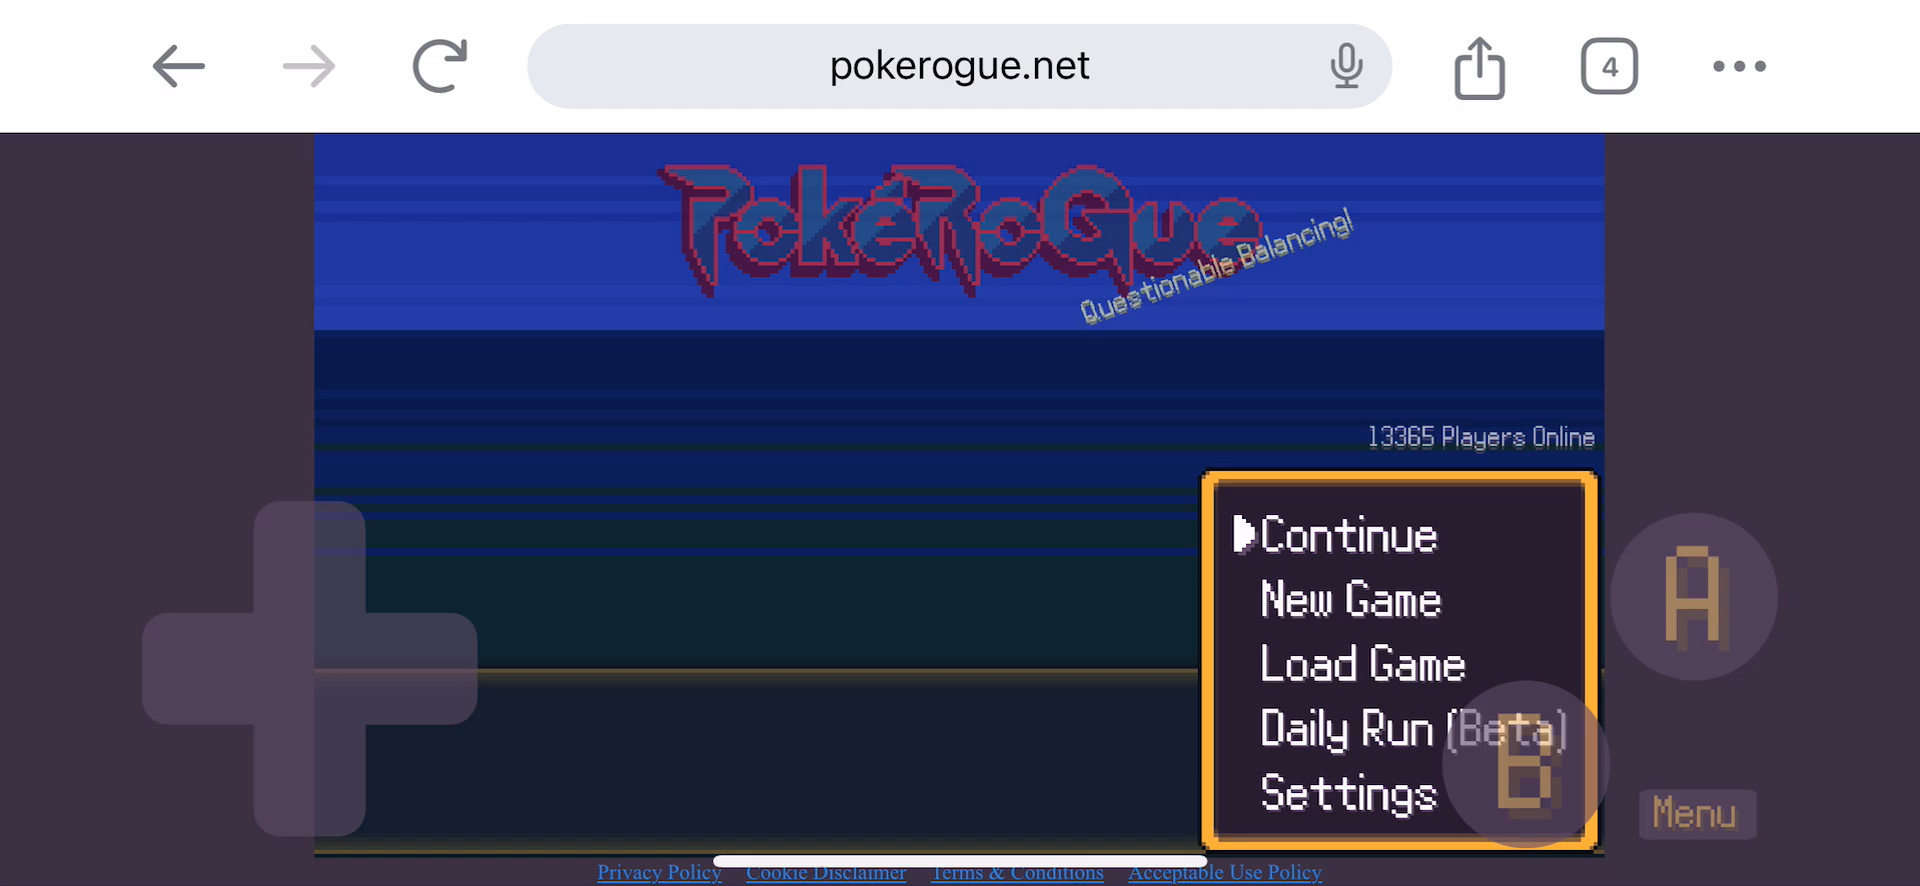 pokerogue.net
4
PokéRoGue
Questionable Balancing!
13365 Players Online
Continue
New Game
Load Game
Daily Run (Beta)
Settings
A
B
Menu
Privacy Policy Cookie Disclaimer Terms & Conditions Acceptable Use Policy